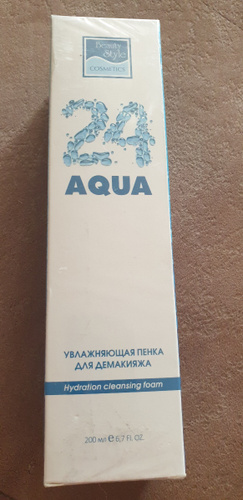 Beauty
Style
COSMETICS
24
AQUA
УВЛАЖНЯЮЩАЯ ПЕНКА
ДЛЯ ДЕМАКИЯЖА
Hydration cleansing foam
200 мл e 6,7 FL. OZ.